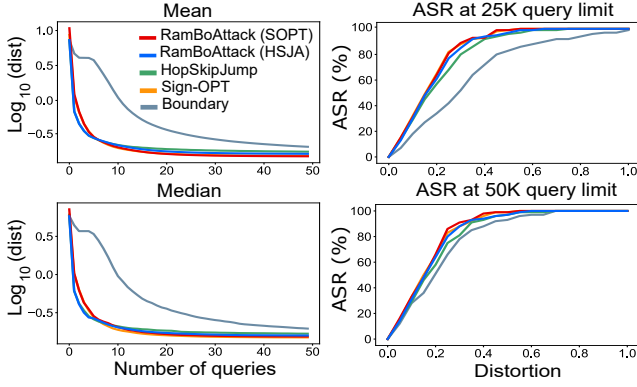 Mean
Log10 (dist)
1.0
0.5
0.0
−0.5
0
10
20
30
40
50
RamBoAttack (SOPT)
RamBoAttack (HSJA)
HopSkipJump
Sign-OPT
Boundary
ASR at 25K query limit
ASR (%)
100
80
60
40
20
0
0.0
0.2
0.4
0.6
0.8
1.0
Median
Log10 (dist)
0.5
0.0
−0.5
0
10
20
30
40
50
Number of queries
ASR at 50K query limit
ASR (%)
100
80
60
40
20
0
0.0
0.2
0.4
0.6
0.8
1.0
Distortion